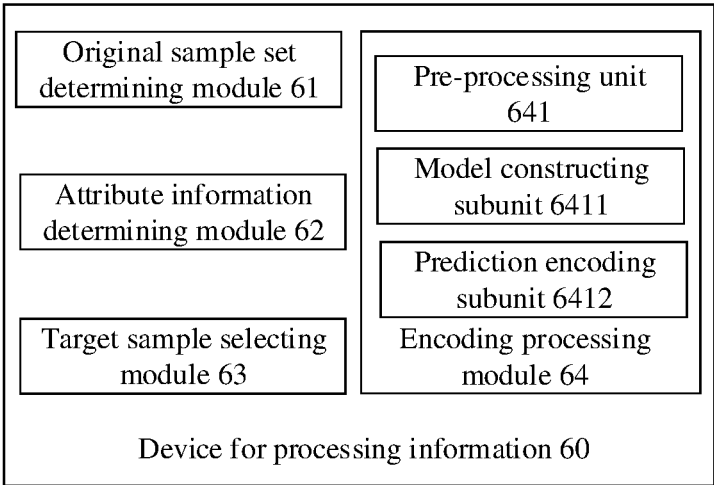 Original sample set
determining module 61
Attribute information
determining module 62
Target sample selecting
module 63
Pre-processing unit
641
Model constructing
subunit 6411
Prediction encoding
subunit 6412
Encoding processing
module 64
Device for processing information 60